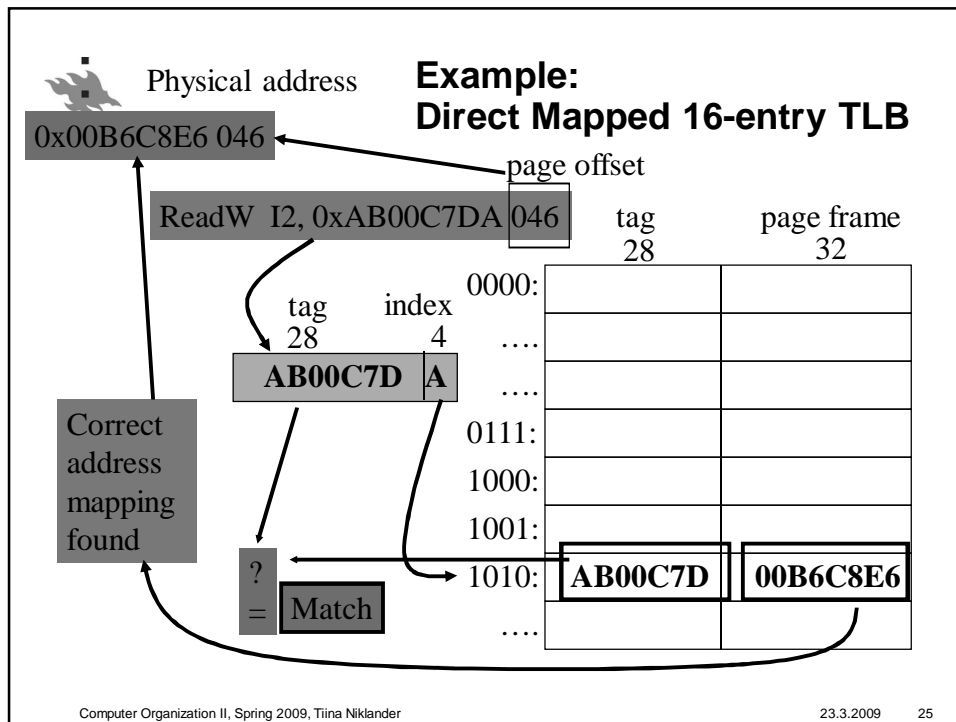 Physical address
Example:
Direct Mapped 16-entry TLB
0x00B6C8E6 046
page offset
ReadW I2, 0xAB00C7DA 046
tag
28
page frame
32
0000:
tag
28
index
4
....
AB00C7D A
....
Correct
address
mapping
found
0111:
1000:
1001:
?
=
Match
1010:
AB00C7D
00B6C8E6
....
Computer Organization II, Spring 2009, Tiina Niklander
23.3.2009
25